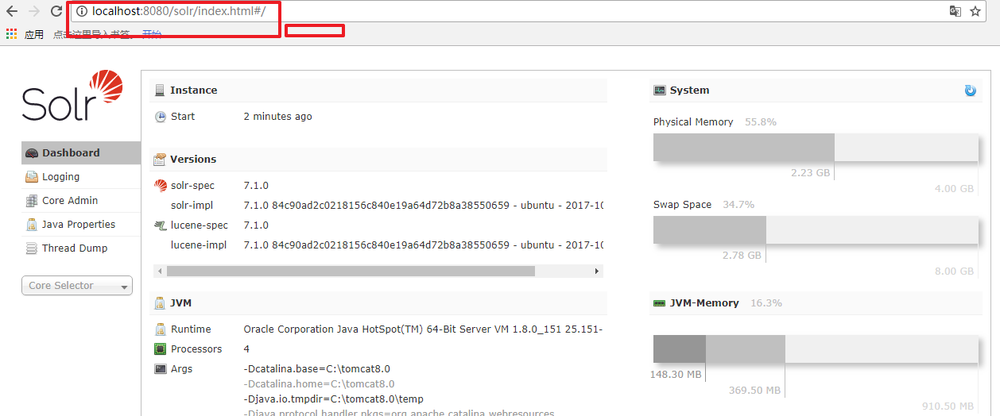 localhost:8080/solr/index.html#/
应用 点击这里导入书签。 开始
Solr
Dashboard
Logging
Core Admin
Java Properties
Thread Dump
Core Selector
Instance
Start 2 minutes ago
Versions
solr-spec 7.1.0
solr-impl 7.1.0 84c90ad2c0218156c840e19a64d72b8a38550659 - ubuntu - 2017-10
lucene-spec 7.1.0
lucene-impl 7.1.0 84c90ad2c0218156c840e19a64d72b8a38550659 - ubuntu - 2017-10
JVM
Runtime Oracle Corporation Java HotSpot(TM) 64-Bit Server VM 1.8.0_151 25.151-
Processors 4
Args -Dcatalina.base=C:\tomcat8.0
-Dcatalina.home=C:\tomcat8.0
-Djava.io.tmpdir=C:\tomcat8.0\temp
-Djava.protocol.handler.pkgs=org.apache.catalina.webresources
System
Physical Memory 55.8%
2.23 GB
4.00 GB
Swap Space 34.7%
2.78 GB
8.00 GB
JVM-Memory 16.3%
148.30 MB
369.50 MB
910.50 MB